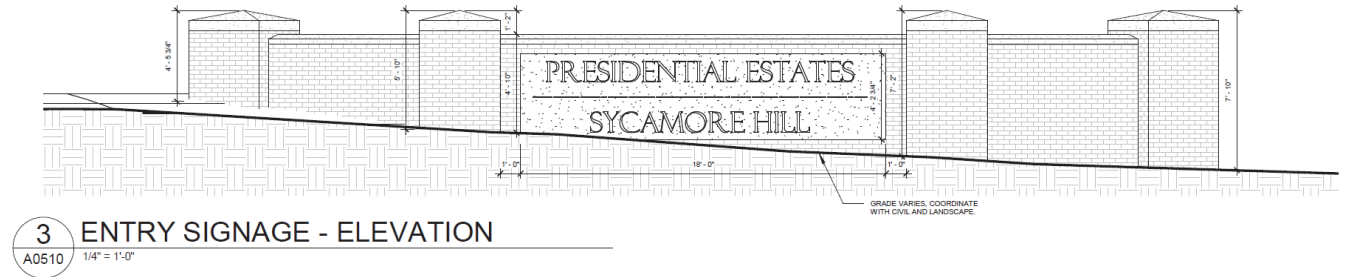 4' - 5 3/4"
5' - 10"
1' - 2"
4' - 10"
PRESIDENTIAL ESTATES
SYCAMORE HILL
4' - 2 3/4"
7' - 2"
7' - 10"
1' - 0"
18' - 0"
1' - 0"
GRADE VARIES, COORDINATE
WITH CIVIL AND LANDSCAPE.
3
A0510
ENTRY SIGNAGE - ELEVATION
1/4" = 1'-0"